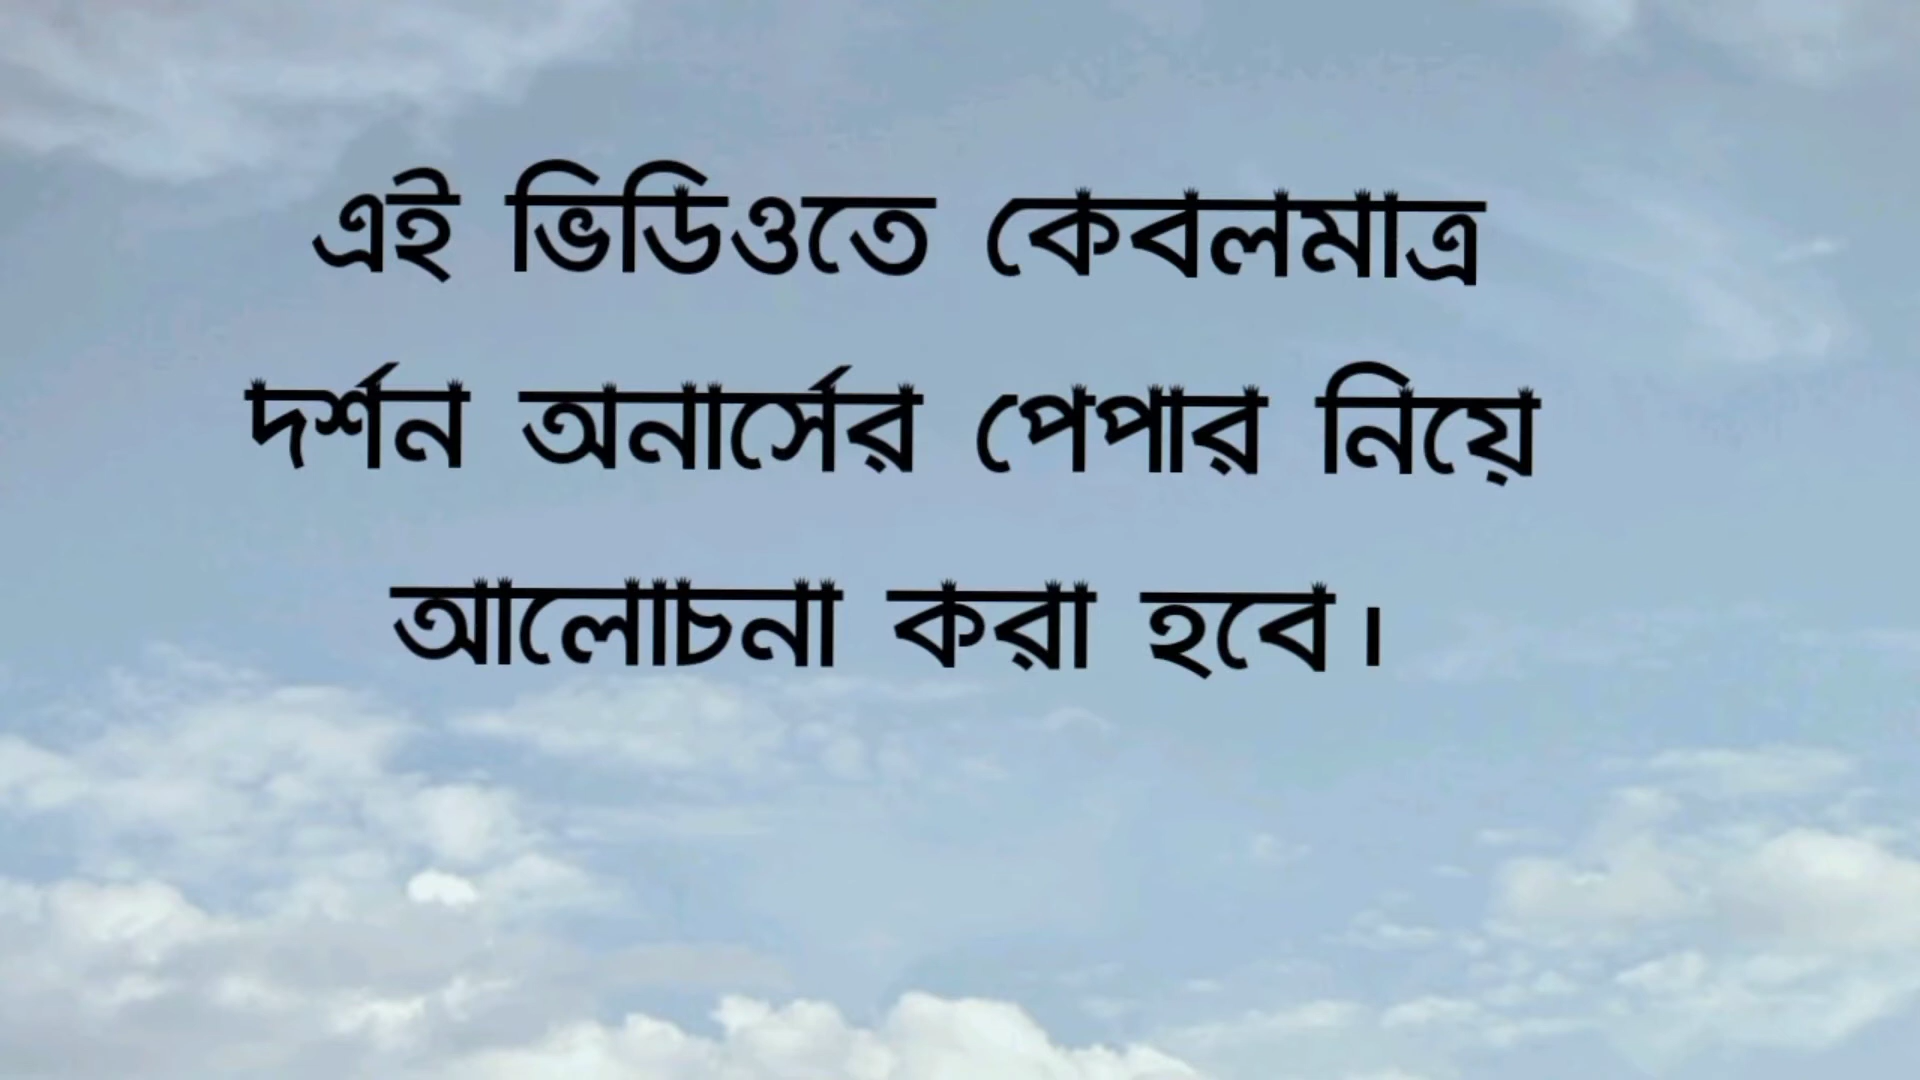 এই ভিডিওতে কেবলমাত্র
দর্শন অনার্সের পেপার নিয়ে
আলোচনা করা হবে।